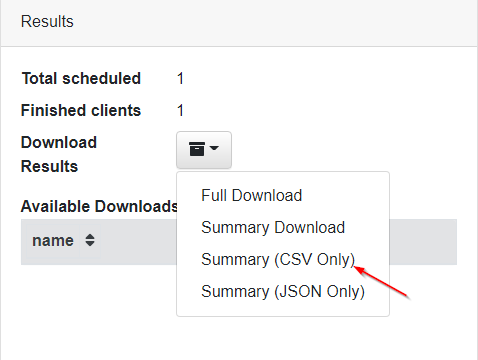 Results
Total scheduled 1
Finished clients 1
Download
Results
Available Downloads
name
Full Download
Summary Download
Summary (CSV Only)
Summary (JSON Only)